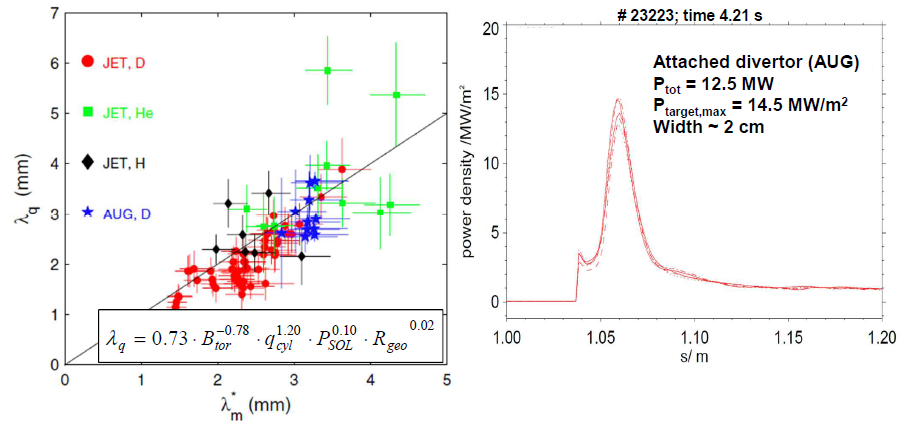 7
6
5
4
3
2
1
0
λq (mm)
JET, D
JET, He
JET, H
AUG, D
λq = 0.73 · Btor^−0.78 · qcyl^1.20 · PSOL^0.10 · Rgeo^0.02
0 1 2 3 4 5
λ*m (mm)
# 23223; time 4.21 s
20
15
10
5
0
power density /MW/m²
Attached divertor (AUG)
Ptot = 12.5 MW
Ptarget,max = 14.5 MW/m²
Width ~ 2 cm
1.00 1.05 1.10 1.15 1.20
s/ m